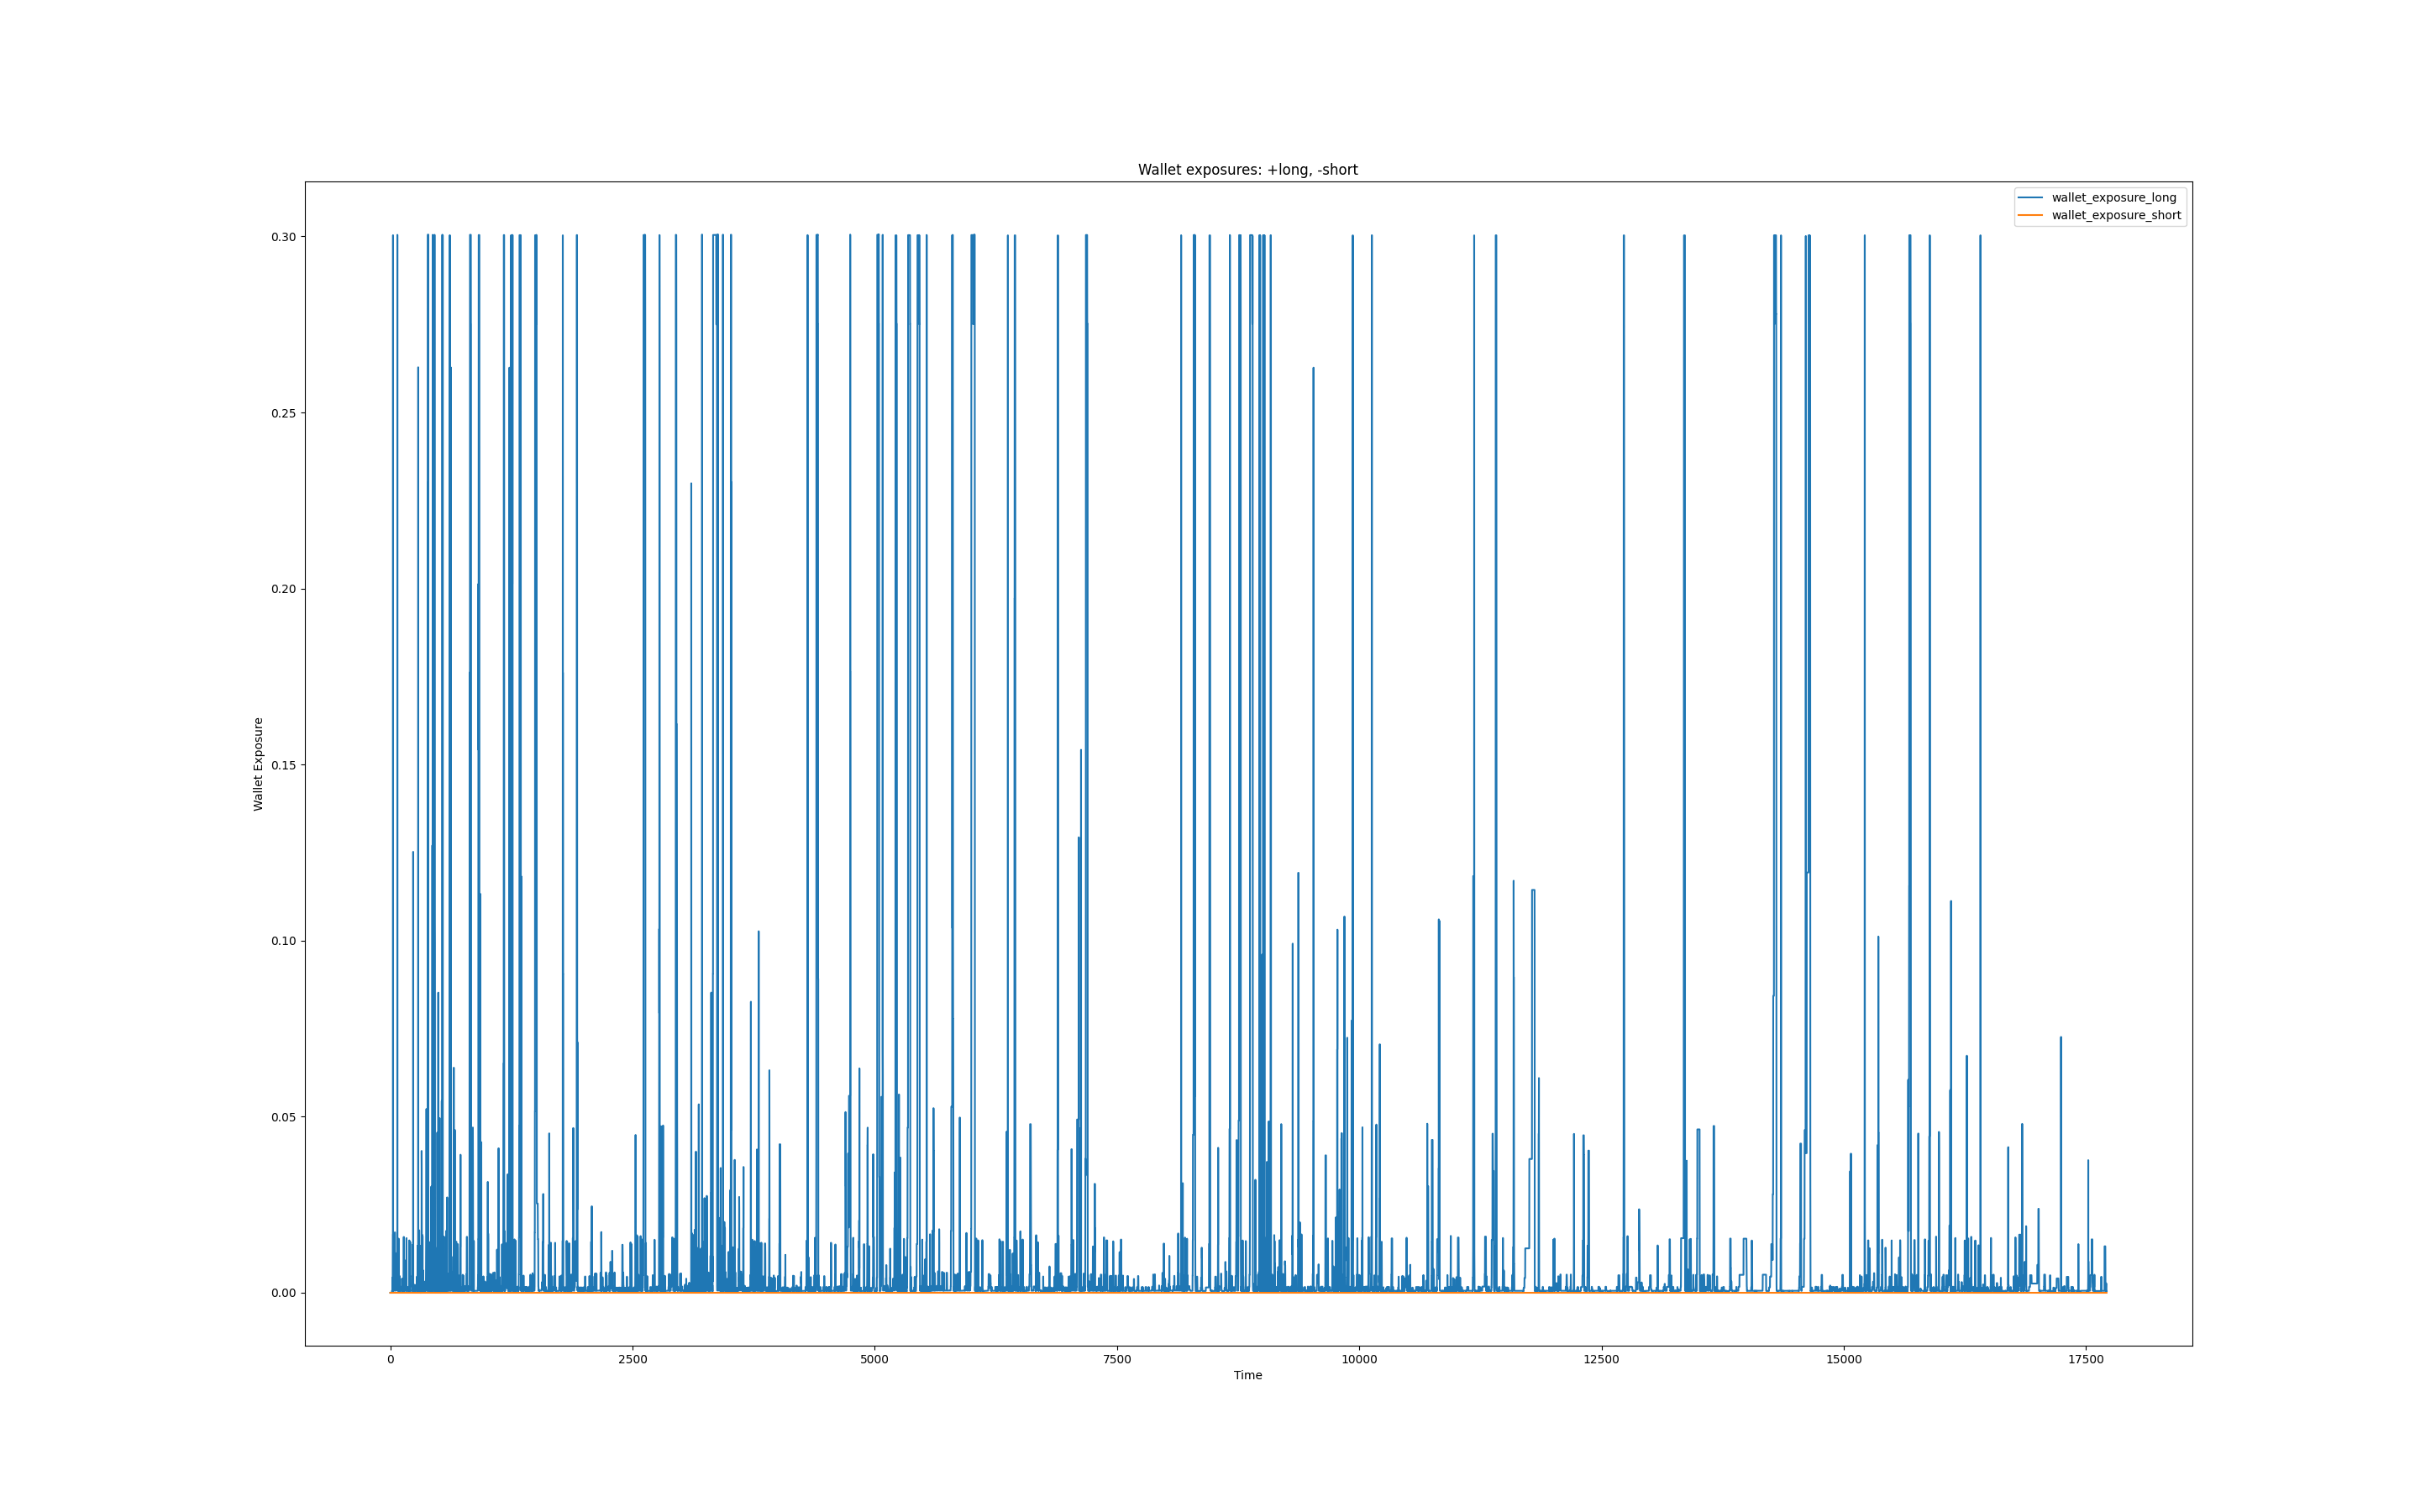 Wallet exposures: +long, -short
wallet_exposure_long
wallet_exposure_short
0.30
0.25
0.20
0.15
0.10
0.05
0.00
Wallet Exposure
0 2500 5000 7500 10000 12500 15000 17500
Time